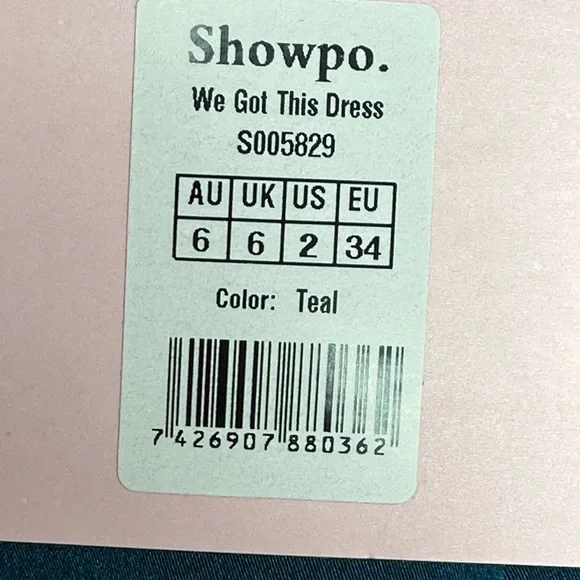 Showpo.
We Got This Dress
S005829
AU UK US EU
6 6 2 34
Color: Teal
7 426907 880362